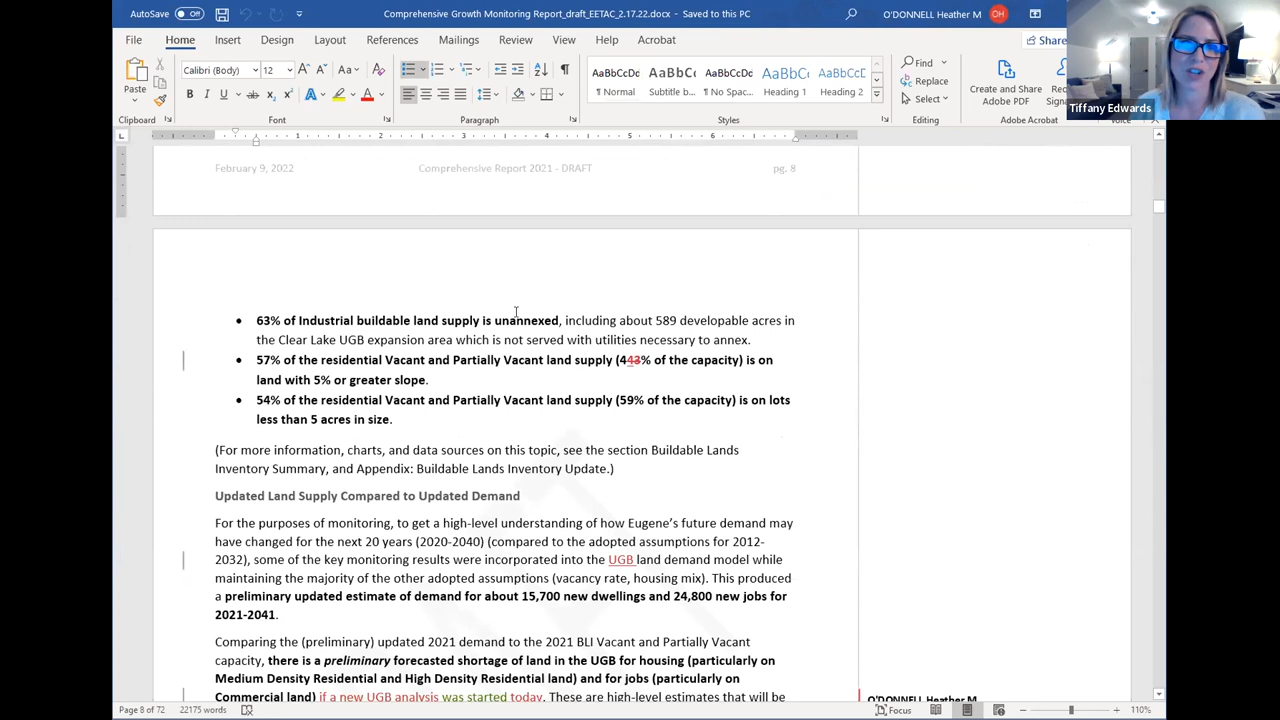 AutoSave Off Comprehensive Growth Monitoring Report_draft_EETAC_2.17.22.docx - Saved to this PC O'DONNELL Heather M OH
File Home Insert Design Layout References Mailings Review View Help Acrobat Share
Calibri (Body) 12 Aa
Paste
B I U ab x₂ x² A A
AaBbCcDd AaBbCcD AaBbCcDd AaBbCcD AaBbCcDd
¶ Normal Subtitle b... ¶ No Spac... Heading 1 Heading 2
Find
Replace
Select
Create and Share
Adobe PDF
Tiffany Edwards
Clipboard Font Paragraph Styles Editing Adobe Acrobat
1 1 2 3 4 5 6
February 9, 2022 Comprehensive Report 2021 - DRAFT pg. 8
• 63% of Industrial buildable land supply is unannexed, including about 589 developable acres in
the Clear Lake UGB expansion area which is not served with utilities necessary to annex.
• 57% of the residential Vacant and Partially Vacant land supply (443% of the capacity) is on
land with 5% or greater slope.
• 54% of the residential Vacant and Partially Vacant land supply (59% of the capacity) is on lots
less than 5 acres in size.
(For more information, charts, and data sources on this topic, see the section Buildable Lands
Inventory Summary, and Appendix: Buildable Lands Inventory Update.)
Updated Land Supply Compared to Updated Demand
For the purposes of monitoring, to get a high-level understanding of how Eugene's future demand may
have changed for the next 20 years (2020-2040) (compared to the adopted assumptions for 2012-
2032), some of the key monitoring results were incorporated into the UGB land demand model while
maintaining the majority of the other adopted assumptions (vacancy rate, housing mix). This produced
a preliminary updated estimate of demand for about 15,700 new dwellings and 24,800 new jobs for
2021-2041.
Comparing the (preliminary) updated 2021 demand to the 2021 BLI Vacant and Partially Vacant
capacity, there is a preliminary forecasted shortage of land in the UGB for housing (particularly on
Medium Density Residential and High Density Residential land) and for jobs (particularly on
Commercial land) if a new UGB analysis was started today. These are high-level estimates that will be
O'DONNELL Heather M
Page 8 of 72 22175 words Focus 110%